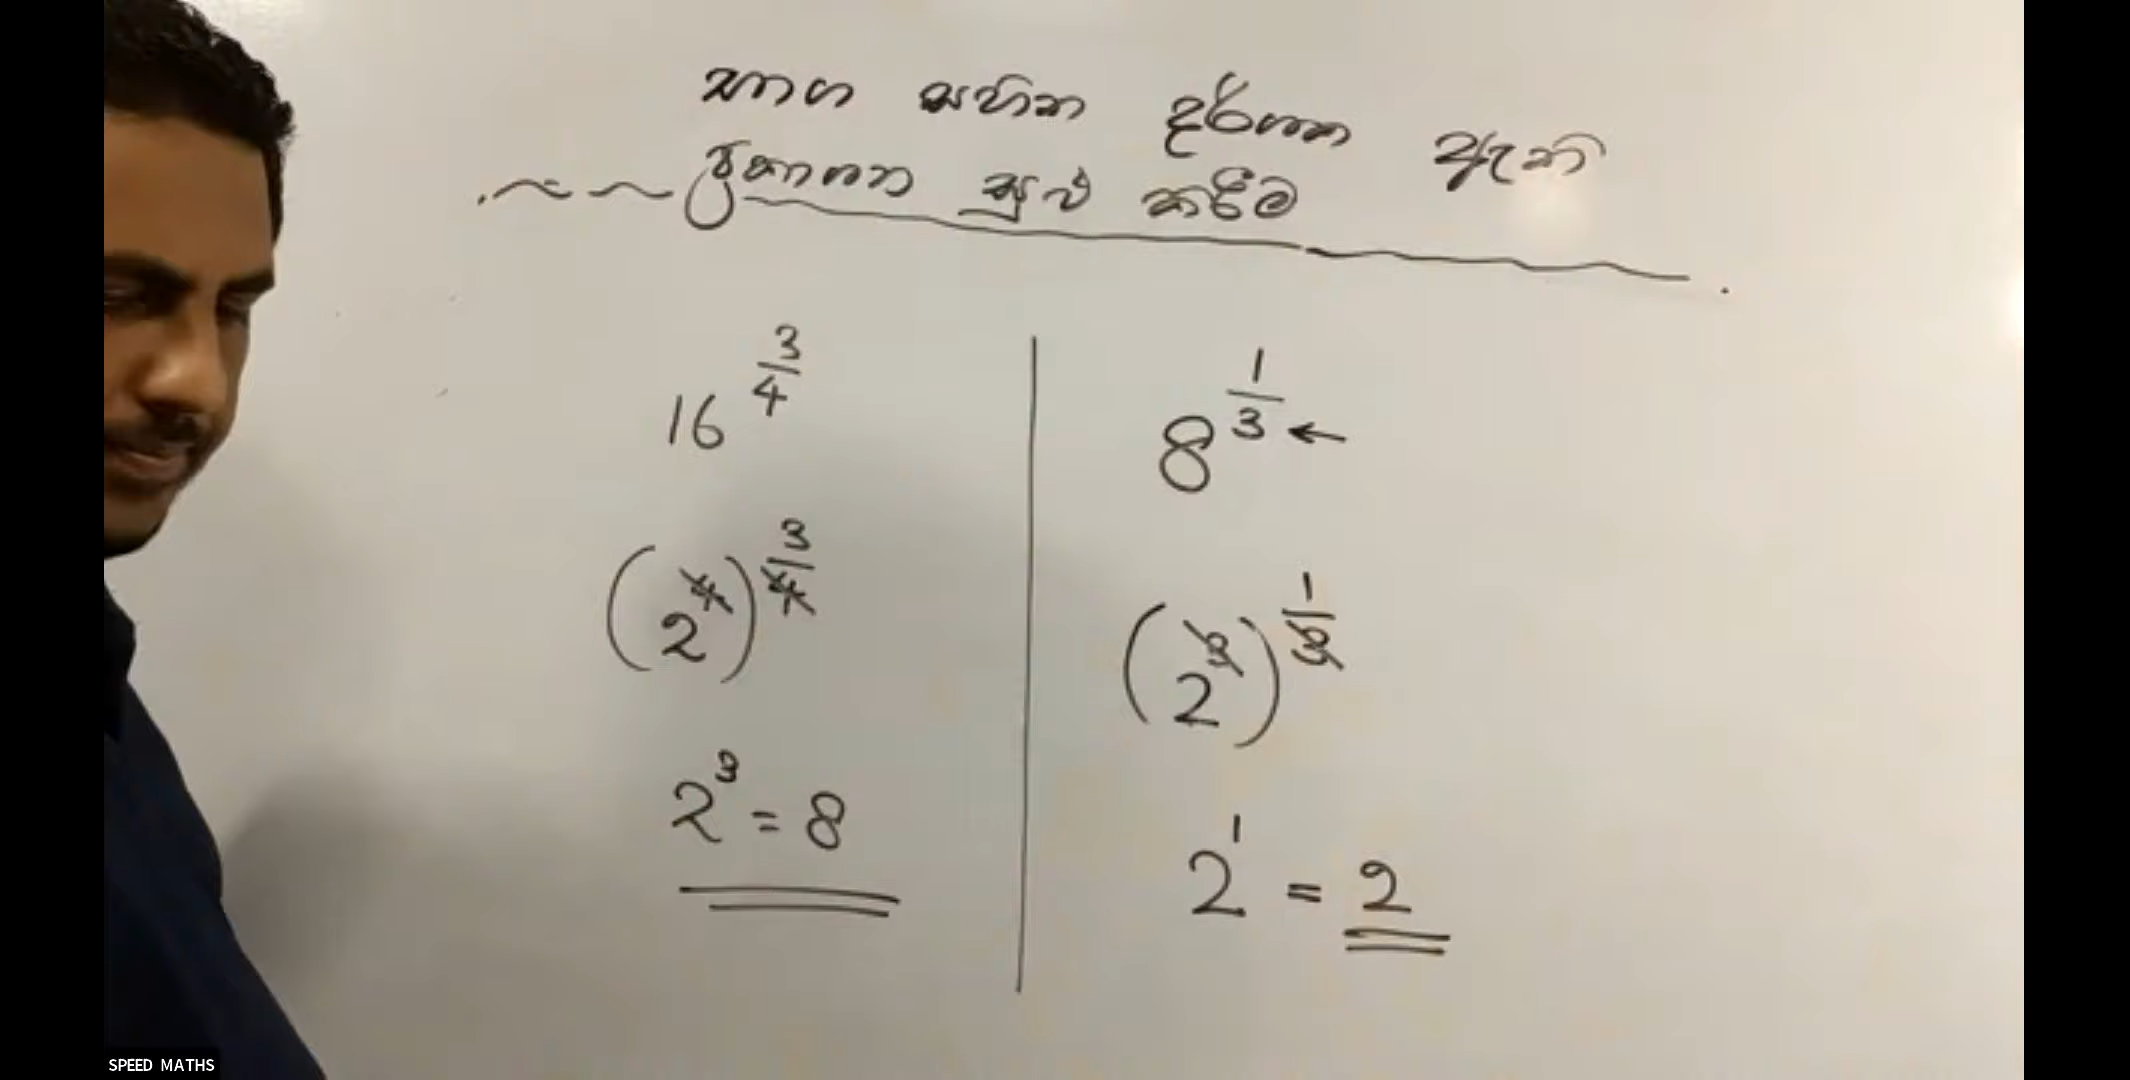 භාග සහිත දර්ශක ඇති
ප්‍රකාශන සුළු කිරීම
16^(3/4)
(2^4)^(3/4)
2^3 = 8
8^(1/3) ←
(2^3)^(1/3)
2^1 = 2
SPEED MATHS